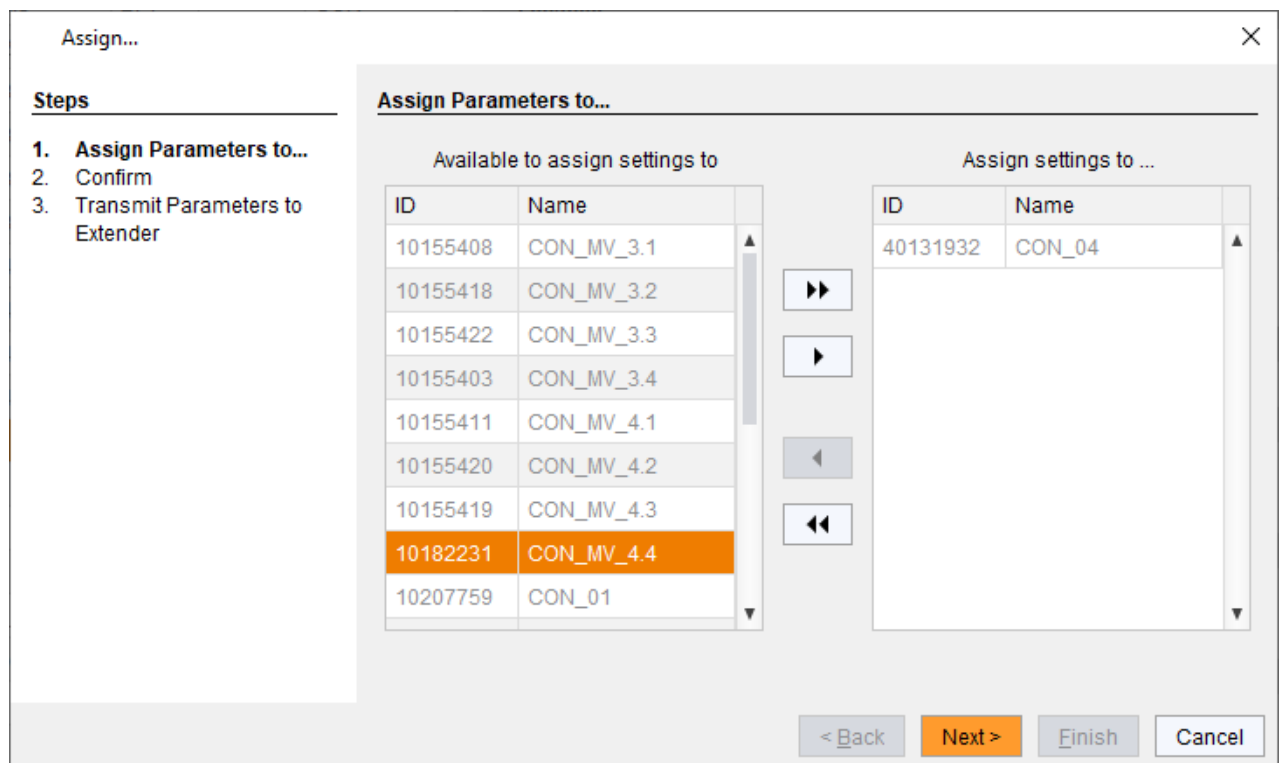 Assign...
Steps
1. Assign Parameters to...
2. Confirm
3. Transmit Parameters to
Extender
Assign Parameters to...
Available to assign settings to
ID Name
10155408 CON_MV_3.1
10155418 CON_MV_3.2
10155422 CON_MV_3.3
10155403 CON_MV_3.4
10155411 CON_MV_4.1
10155420 CON_MV_4.2
10155419 CON_MV_4.3
10182231 CON_MV_4.4
10207759 CON_01
Assign settings to ...
ID Name
40131932 CON_04
< Back Next > Finish Cancel